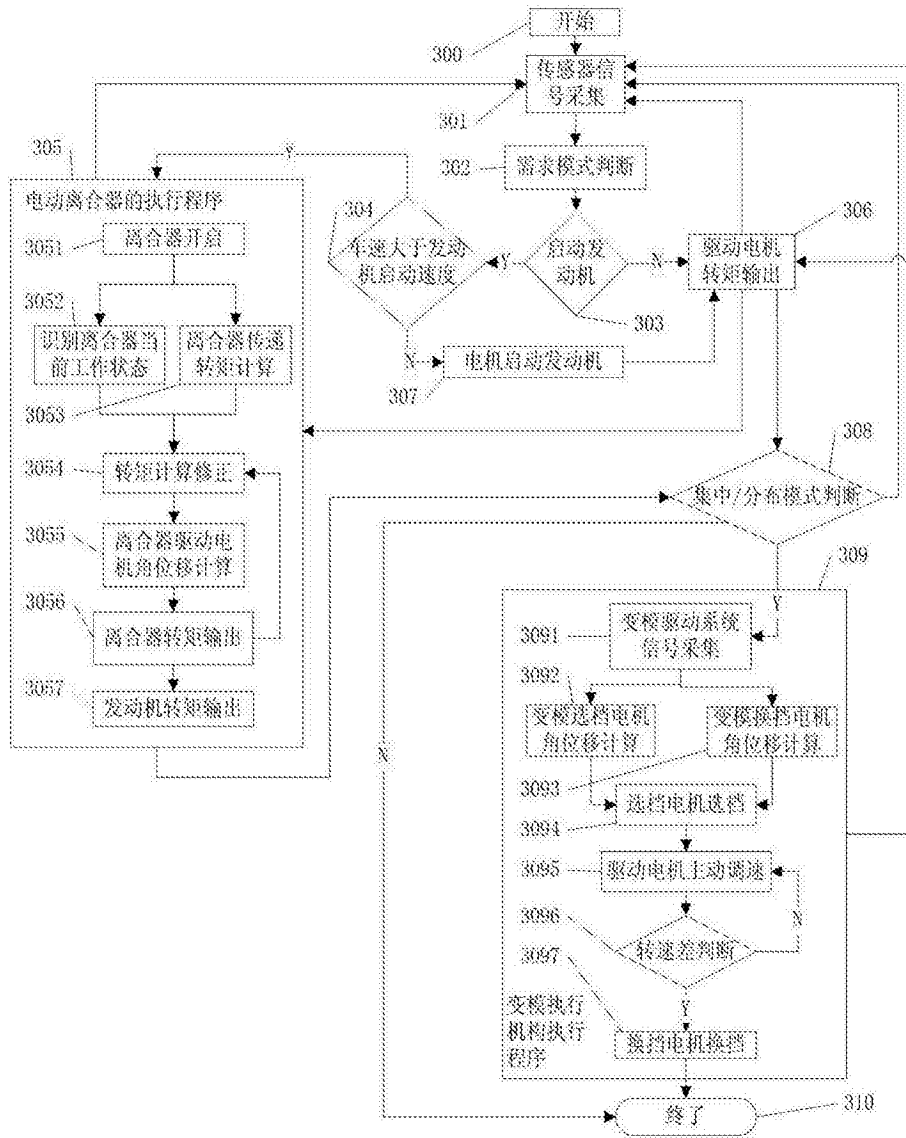 开始
300
传感器信
号采集
301
305
Y
302
需求模式判断
电动离合器的执行程序
304
306
3051
离合器开启
车速大于发动
机启动速度
Y
启动发
动机
N
驱动电机
转矩输出
303
3052
识别离合器当
前工作状态
离合器传递
转矩计算
N
电机启动发动机
307
3053
308
3054
转矩计算修正
集中/分布模式判断
3055
离合器驱动电
机角位移计算
309
3056
离合器转矩输出
Y
3091
变模驱动系统
信号采集
3057
发动机转矩输出
3092
变模选档电机
角位移计算
变模换挡电机
角位移计算
N
3093
3094
选挡电机选挡
3095
驱动电机主动调速
3096
N
转速差判断
3097
Y
变模执行
机构执行
程序
换挡电机换挡
终了
310